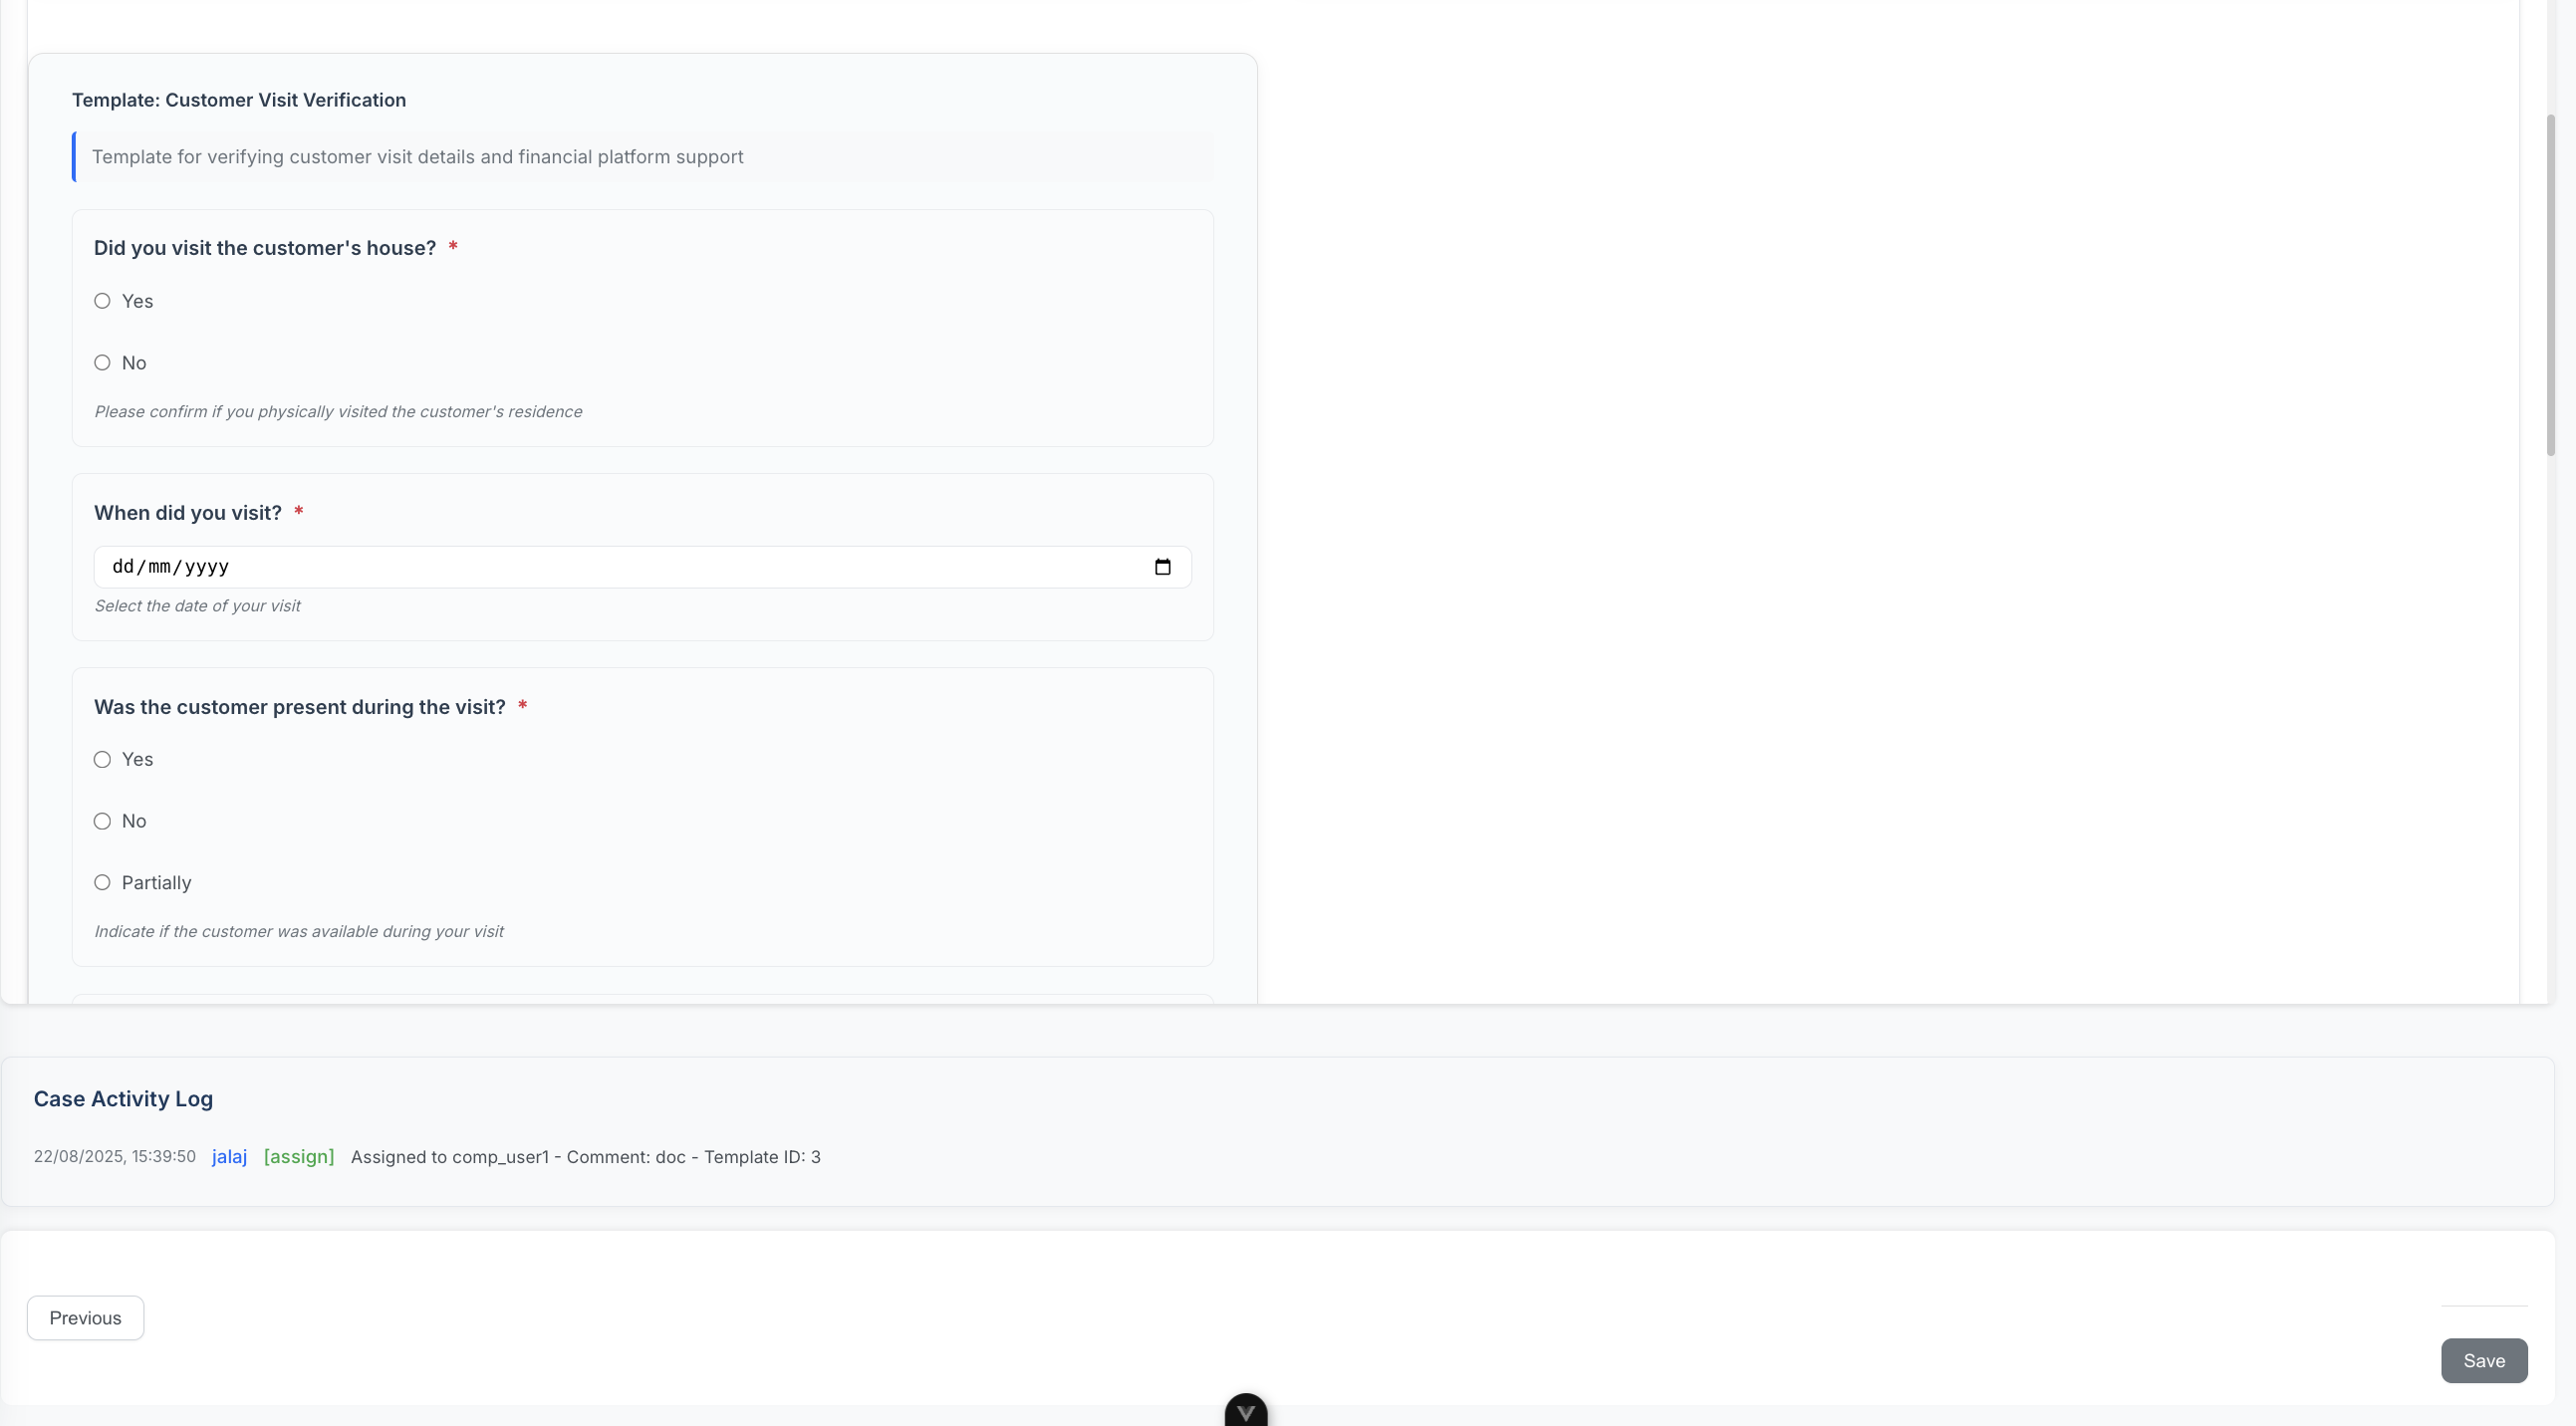 Template: Customer Visit Verification
Template for verifying customer visit details and financial platform support
Did you visit the customer's house? *
Yes
No
Please confirm if you physically visited the customer's residence
When did you visit? *
dd/mm/yyyy
Select the date of your visit
Was the customer present during the visit? *
Yes
No
Partially
Indicate if the customer was available during your visit
Case Activity Log
22/08/2025, 15:39:50 jalaj [assign] Assigned to comp_user1 - Comment: doc - Template ID: 3
Previous
Save